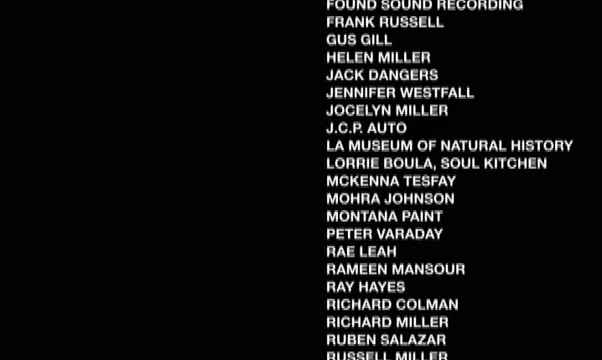 FOUND SOUND RECORDING
FRANK RUSSELL
GUS GILL
HELEN MILLER
JACK DANGERS
JENNIFER WESTFALL
JOCELYN MILLER
J.C.P. AUTO
LA MUSEUM OF NATURAL HISTORY
LORRIE BOULA, SOUL KITCHEN
MCKENNA TESFAY
MOHRA JOHNSON
MONTANA PAINT
PETER VARADAY
RAE LEAH
RAMEEN MANSOUR
RAY HAYES
RICHARD COLMAN
RICHARD MILLER
RUBEN SALAZAR
RUSSELL MILLER